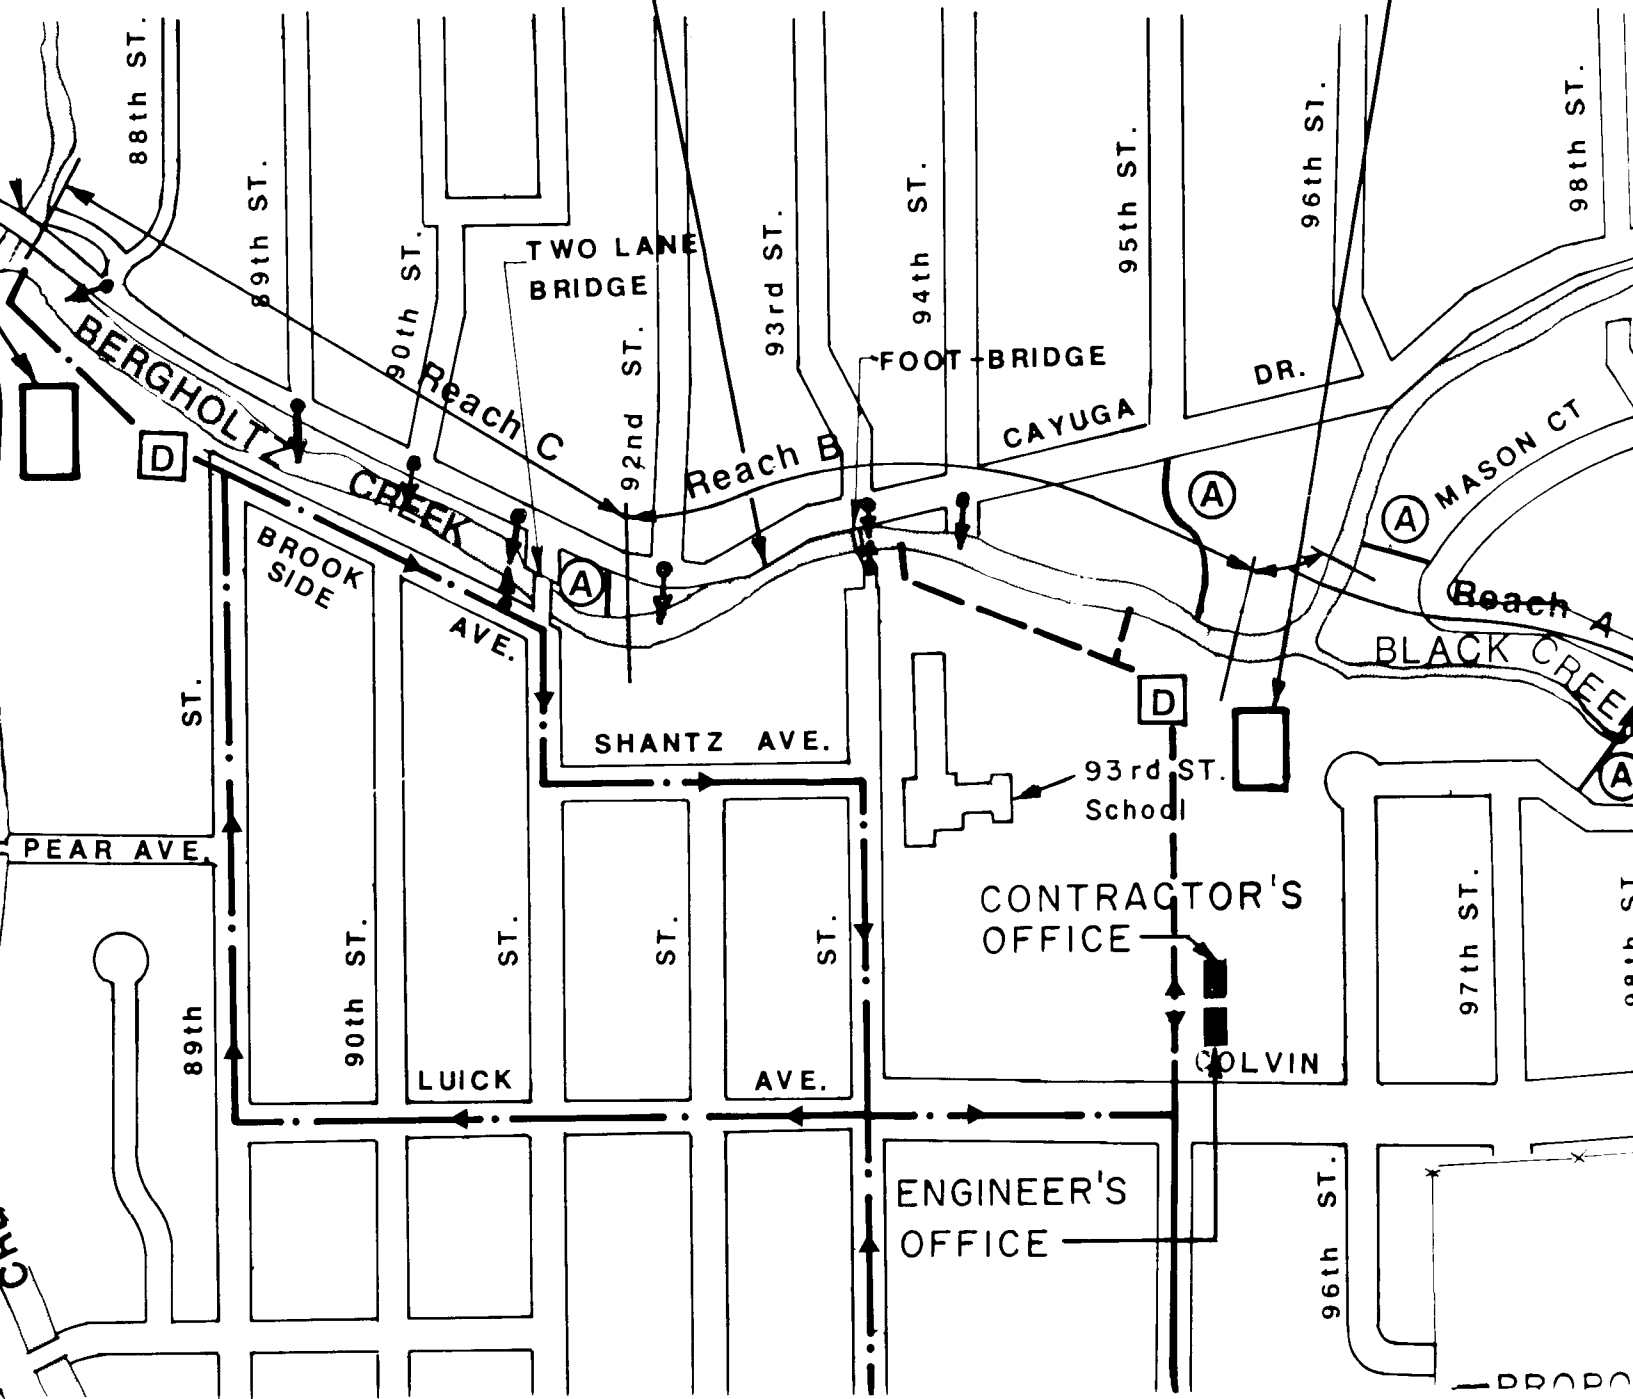 88th ST.
89th ST.
90th ST.
TWO LANE
BRIDGE
92nd ST.
93rd ST.
94th ST.
95th ST.
96th ST.
98th ST.
FOOT-BRIDGE
CAYUGA DR.
MASON CT
Reach C
Reach B
Reach A
BERGHOLTZ CREEK
BLACK CREE
D
A
A
A
A
D
BROOK
SIDE
AVE.
ST.
SHANTZ AVE.
93rd ST.
School
PEAR AVE.
CONTRACTOR'S
OFFICE
89th
90th ST.
ST.
ST.
ST.
97th ST.
98th ST
LUICK AVE.
COLVIN
ENGINEER'S
OFFICE
96th ST.